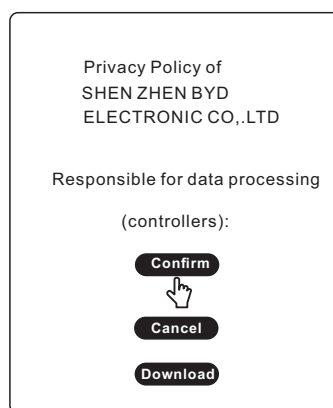 Privacy Policy of
SHEN ZHEN BYD
ELECTRONIC CO,.LTD
Responsible for data processing
(controllers):
Confirm
Cancel
Download